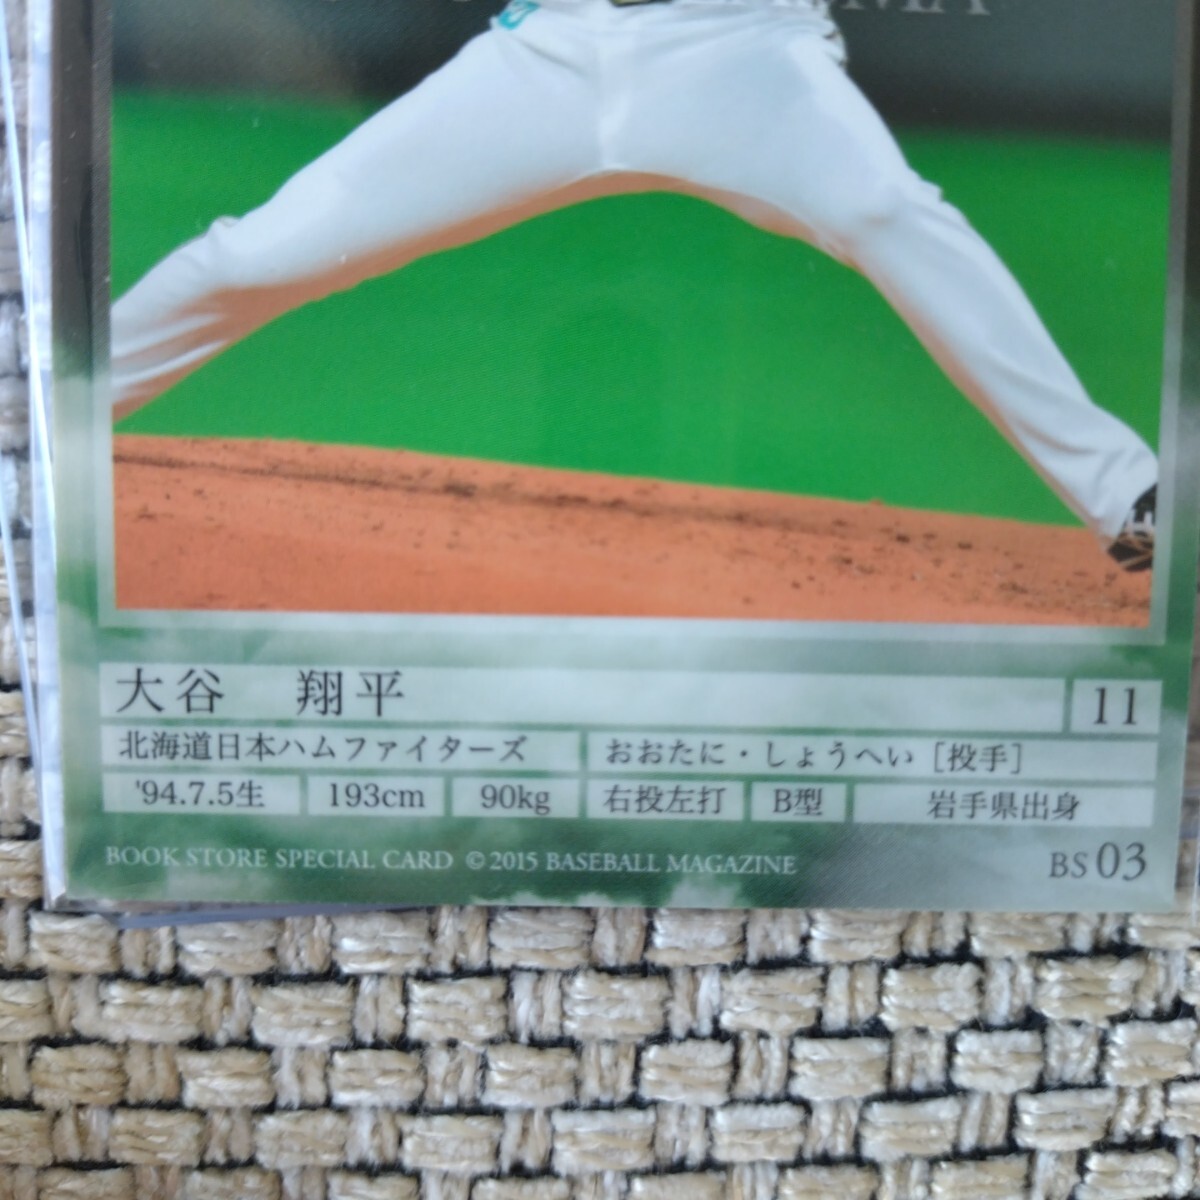 大谷 翔平 11
北海道日本ハムファイターズ おおたに・しょうへい [投手]
'94.7.5生 193cm 90kg 右投左打 B型 岩手県出身
BOOK STORE SPECIAL CARD ©2015 BASEBALL MAGAZINE BS 03